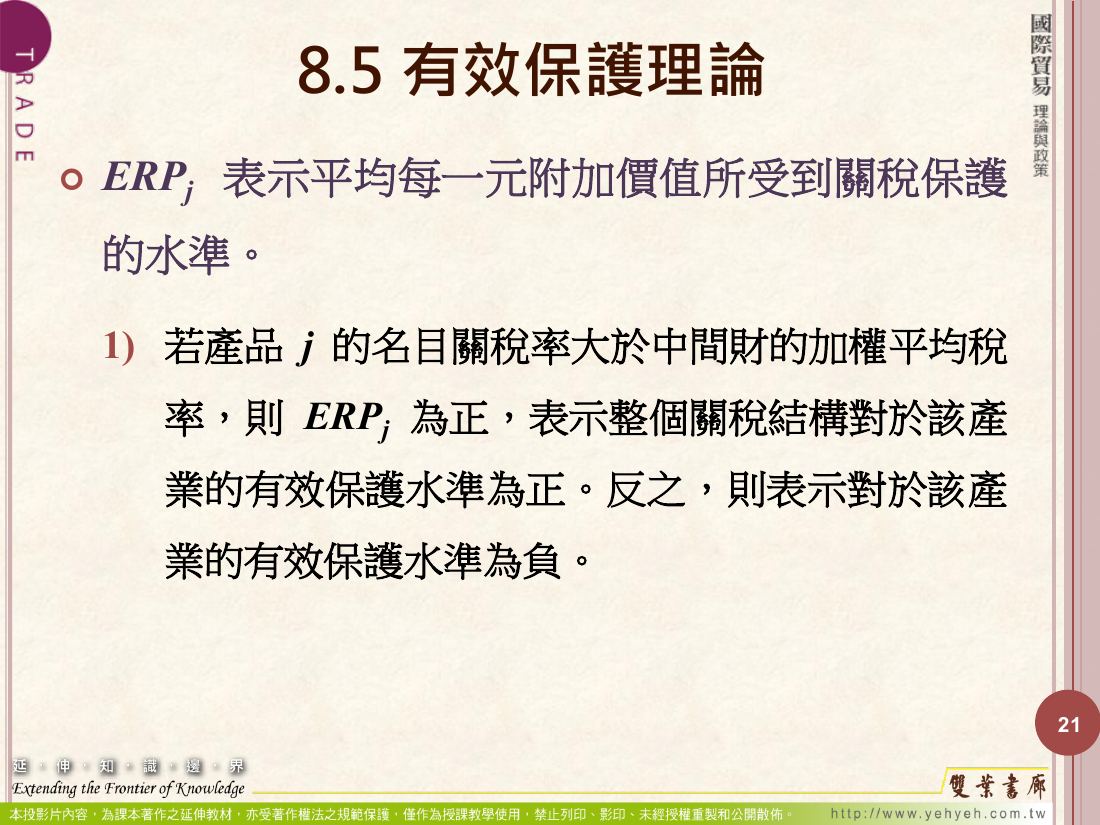 TRADE
國際貿易 理論與政策
8.5 有效保護理論
ERPj 表示平均每一元附加價值所受到關稅保護
的水準。
1) 若產品 j 的名目關稅率大於中間財的加權平均稅
率，則 ERPj 為正，表示整個關稅結構對於該產
業的有效保護水準為正。反之，則表示對於該產
業的有效保護水準為負。
21
延。伸。知。識。邊。界
Extending the Frontier of Knowledge
雙葉書廊
本投影片內容，為課本著作之延伸教材，亦受著作權法之規範保護，僅作為授課教學使用，禁止列印、影印、未經授權重製和公開散佈。
http://www.yehyeh.com.tw